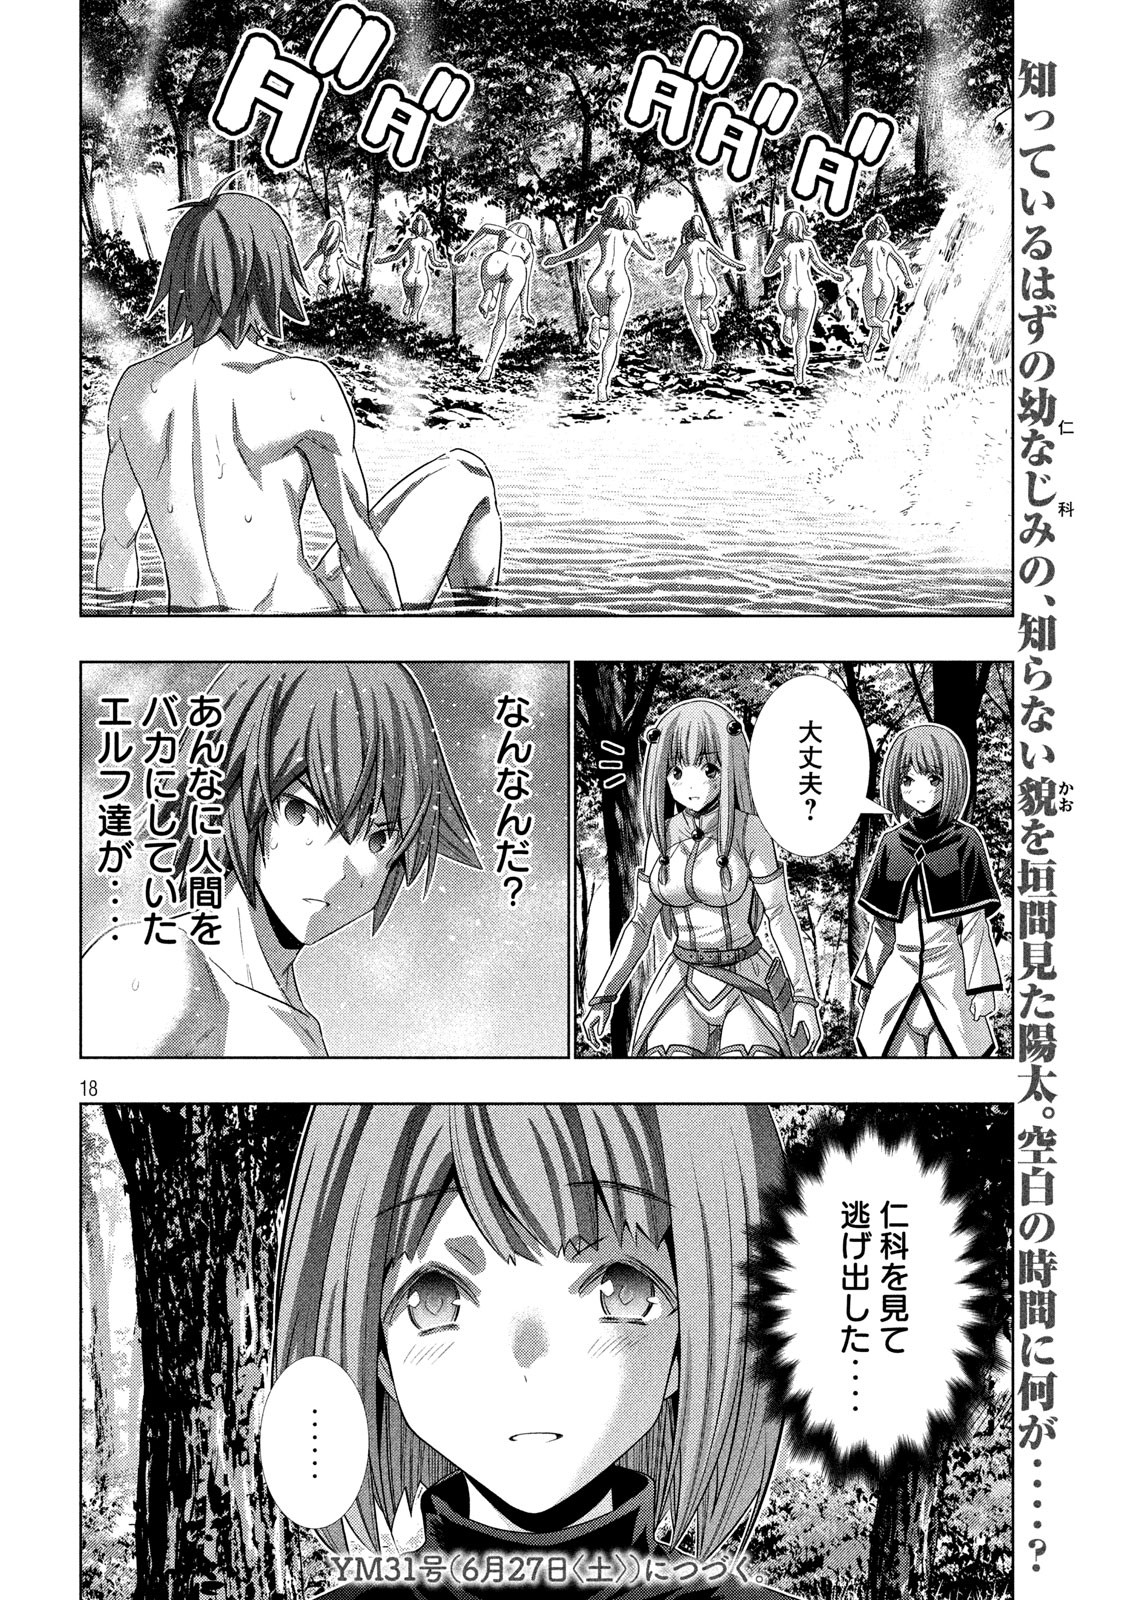 ダダダダダ
知っているはずの幼なじみの、知らない貌を垣間見た陽太。空白の時間に何が‥‥‥?
仁科
かお
大丈夫?
なんなんだ?
あんなに人間を
バカにしていた
エルフ達が‥‥
18
仁科を見て
逃げ出した‥‥
‥‥‥
YM31号(6月27日〈土〉)につづく。